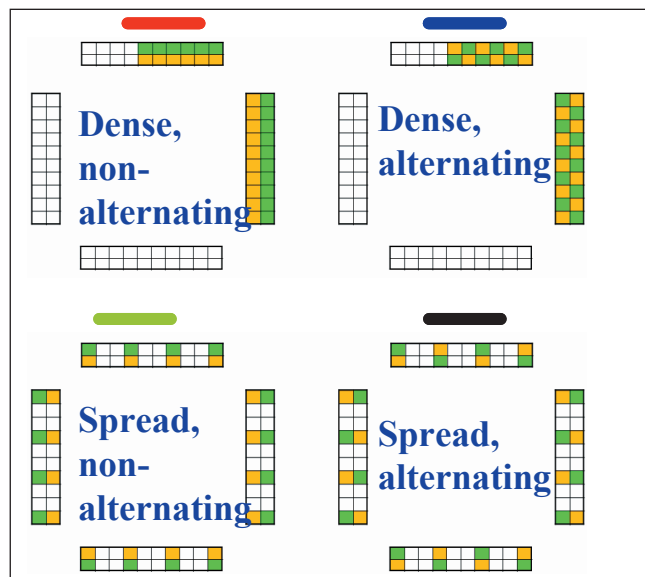 Dense,
non-
alternating
Dense,
alternating
Spread,
non-
alternating
Spread,
alternating